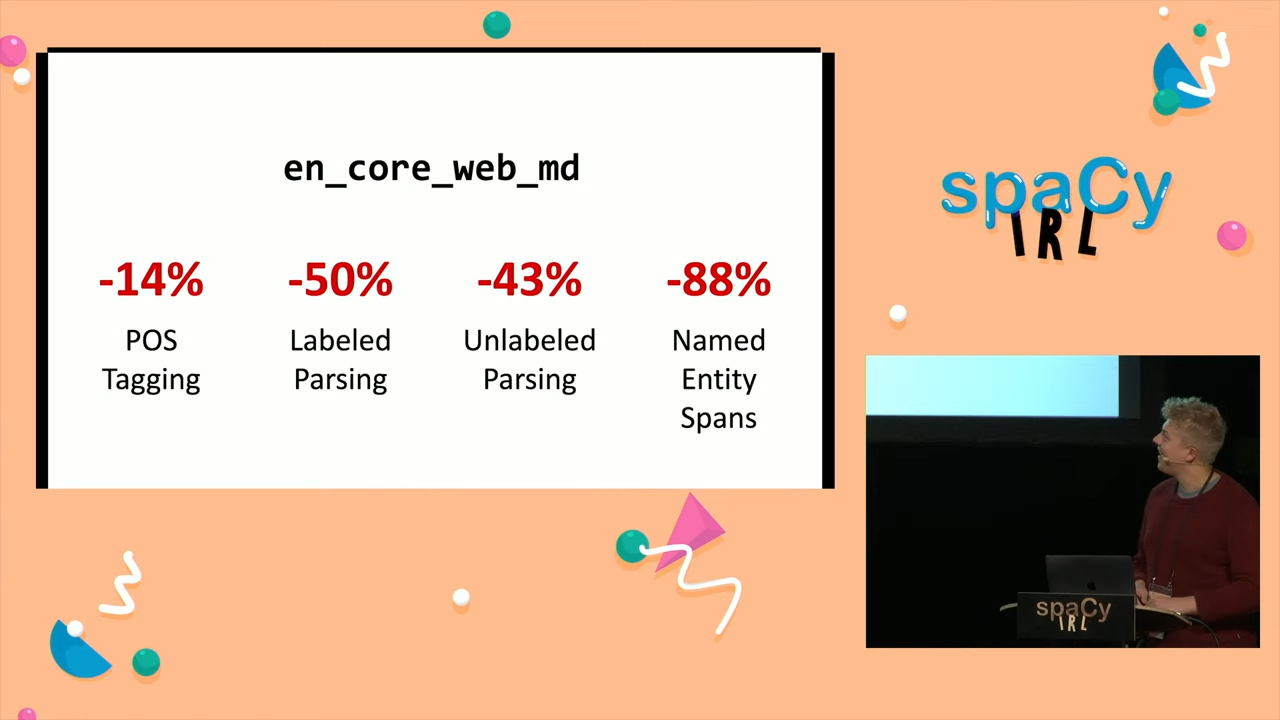 en_core_web_md
-14%
POS
Tagging
-50%
Labeled
Parsing
-43%
Unlabeled
Parsing
-88%
Named
Entity
Spans
spaCy
IRL
spaCy
IRL